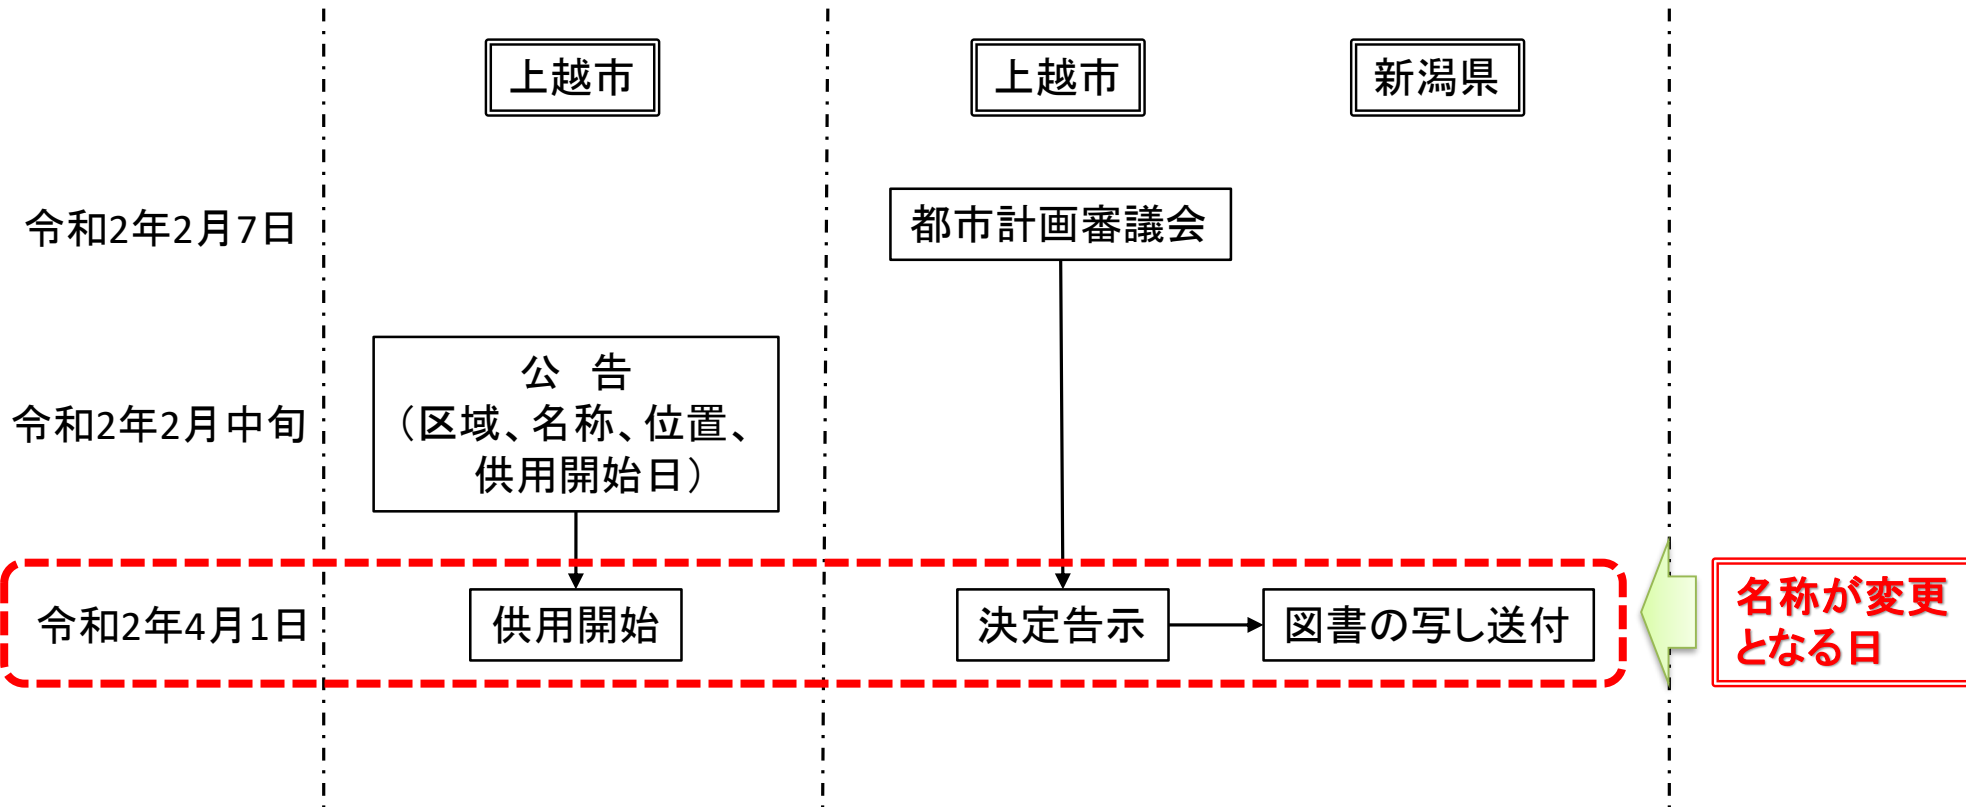 上越市
上越市
新潟県
令和2年2月7日
都市計画審議会
令和2年2月中旬
公　告
（区域、名称、位置、
供用開始日）
令和2年4月1日
供用開始
決定告示
図書の写し送付
名称が変更
となる日